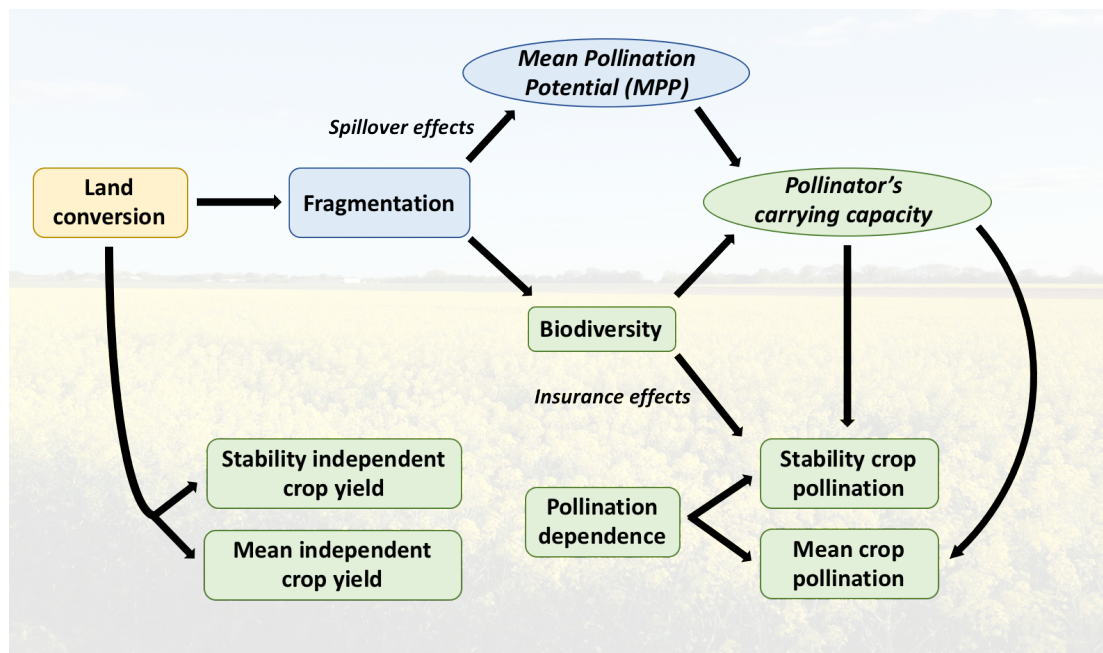 Mean Pollination
Potential (MPP)
Spillover effects
Land
conversion
Fragmentation
Pollinator’s
carrying capacity
Biodiversity
Insurance effects
Stability independent
crop yield
Stability crop
pollination
Pollination
dependence
Mean independent
crop yield
Mean crop
pollination